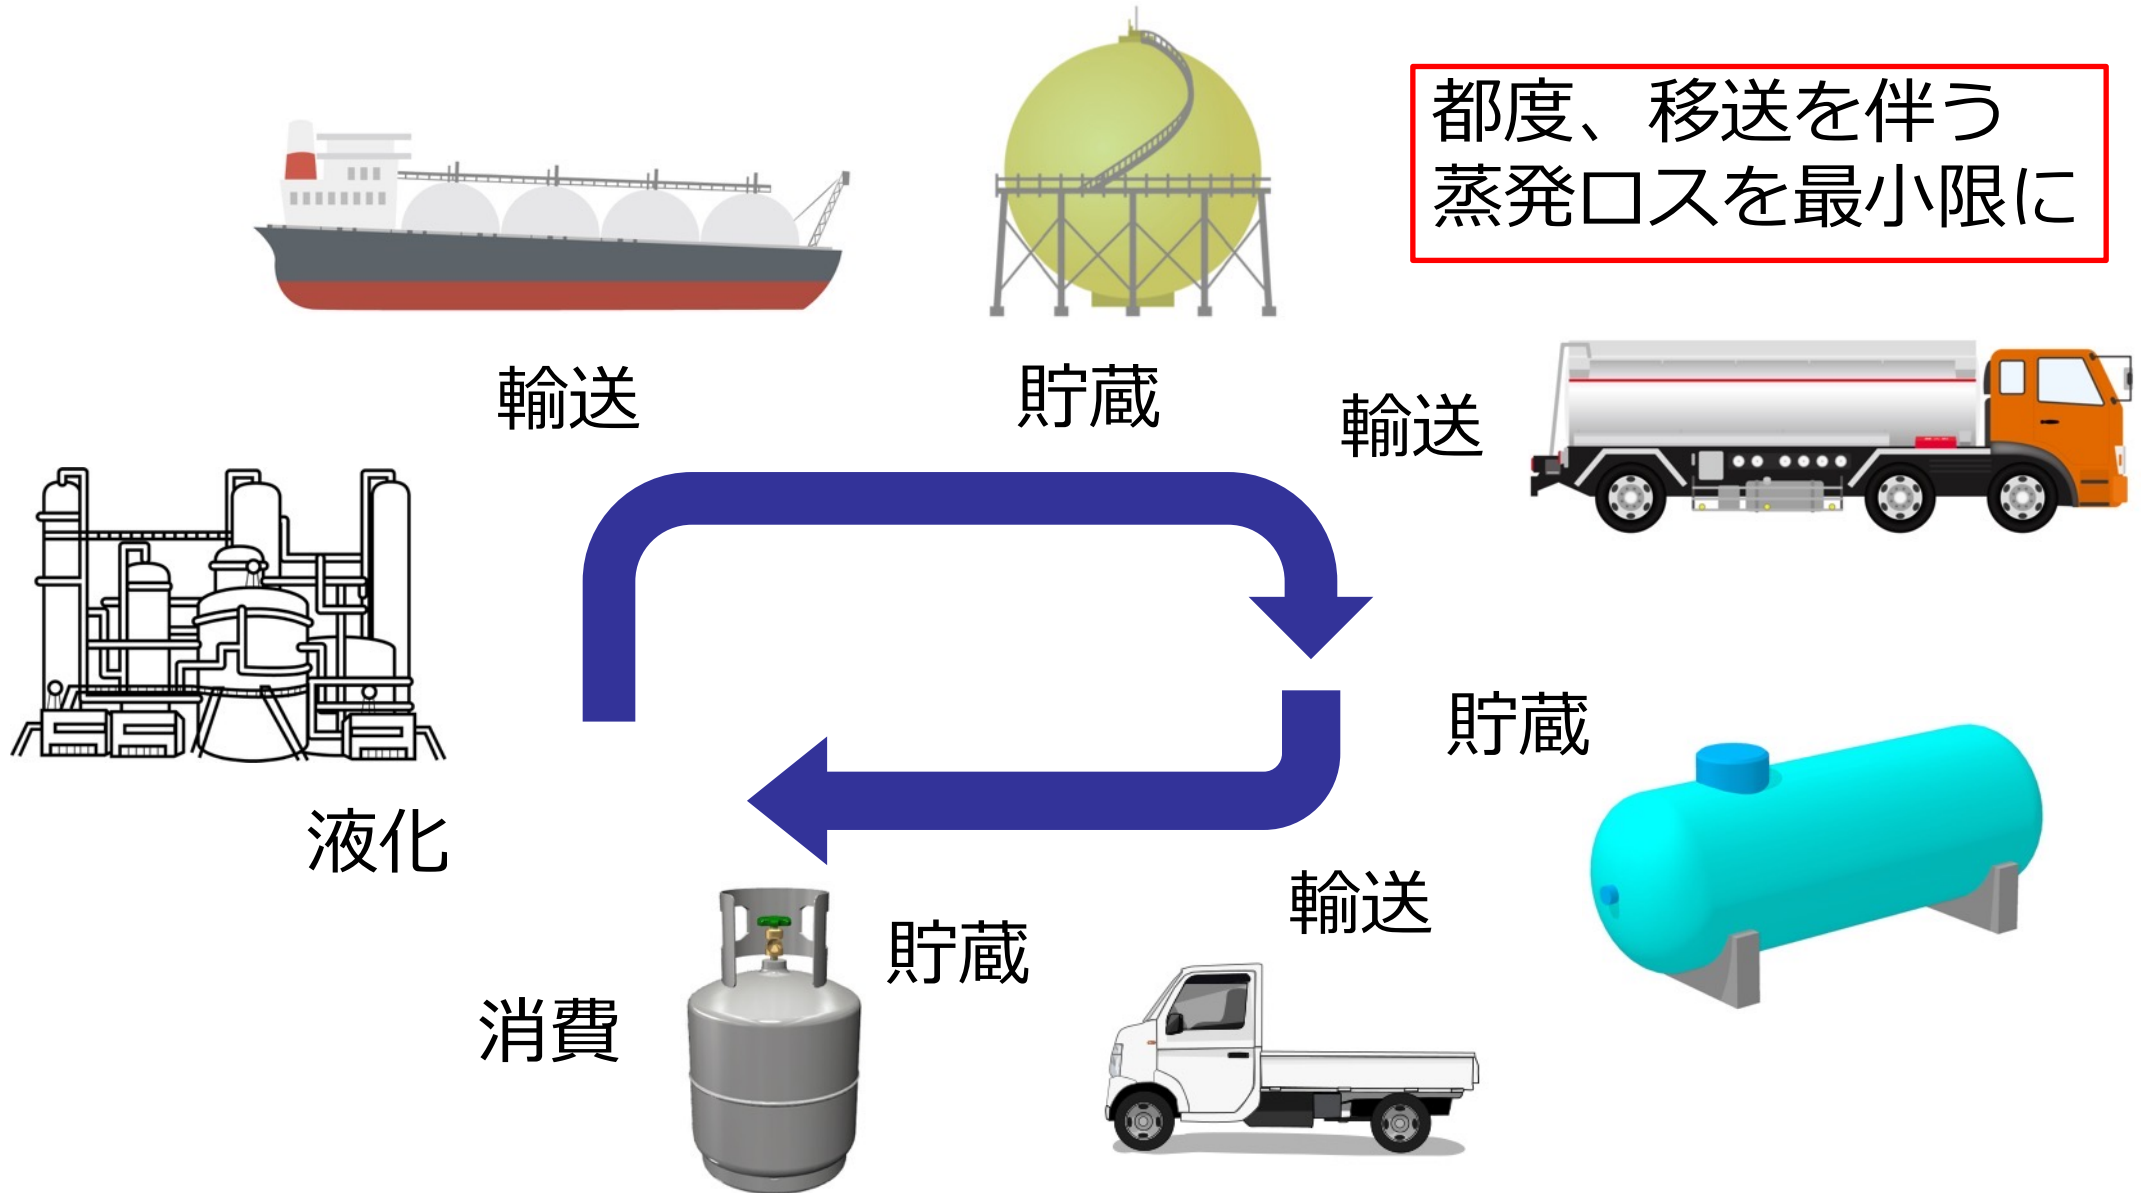 都度、移送を伴う
蒸発ロスを最小限に
輸送
貯蔵
輸送
貯蔵
輸送
貯蔵
消費
液化